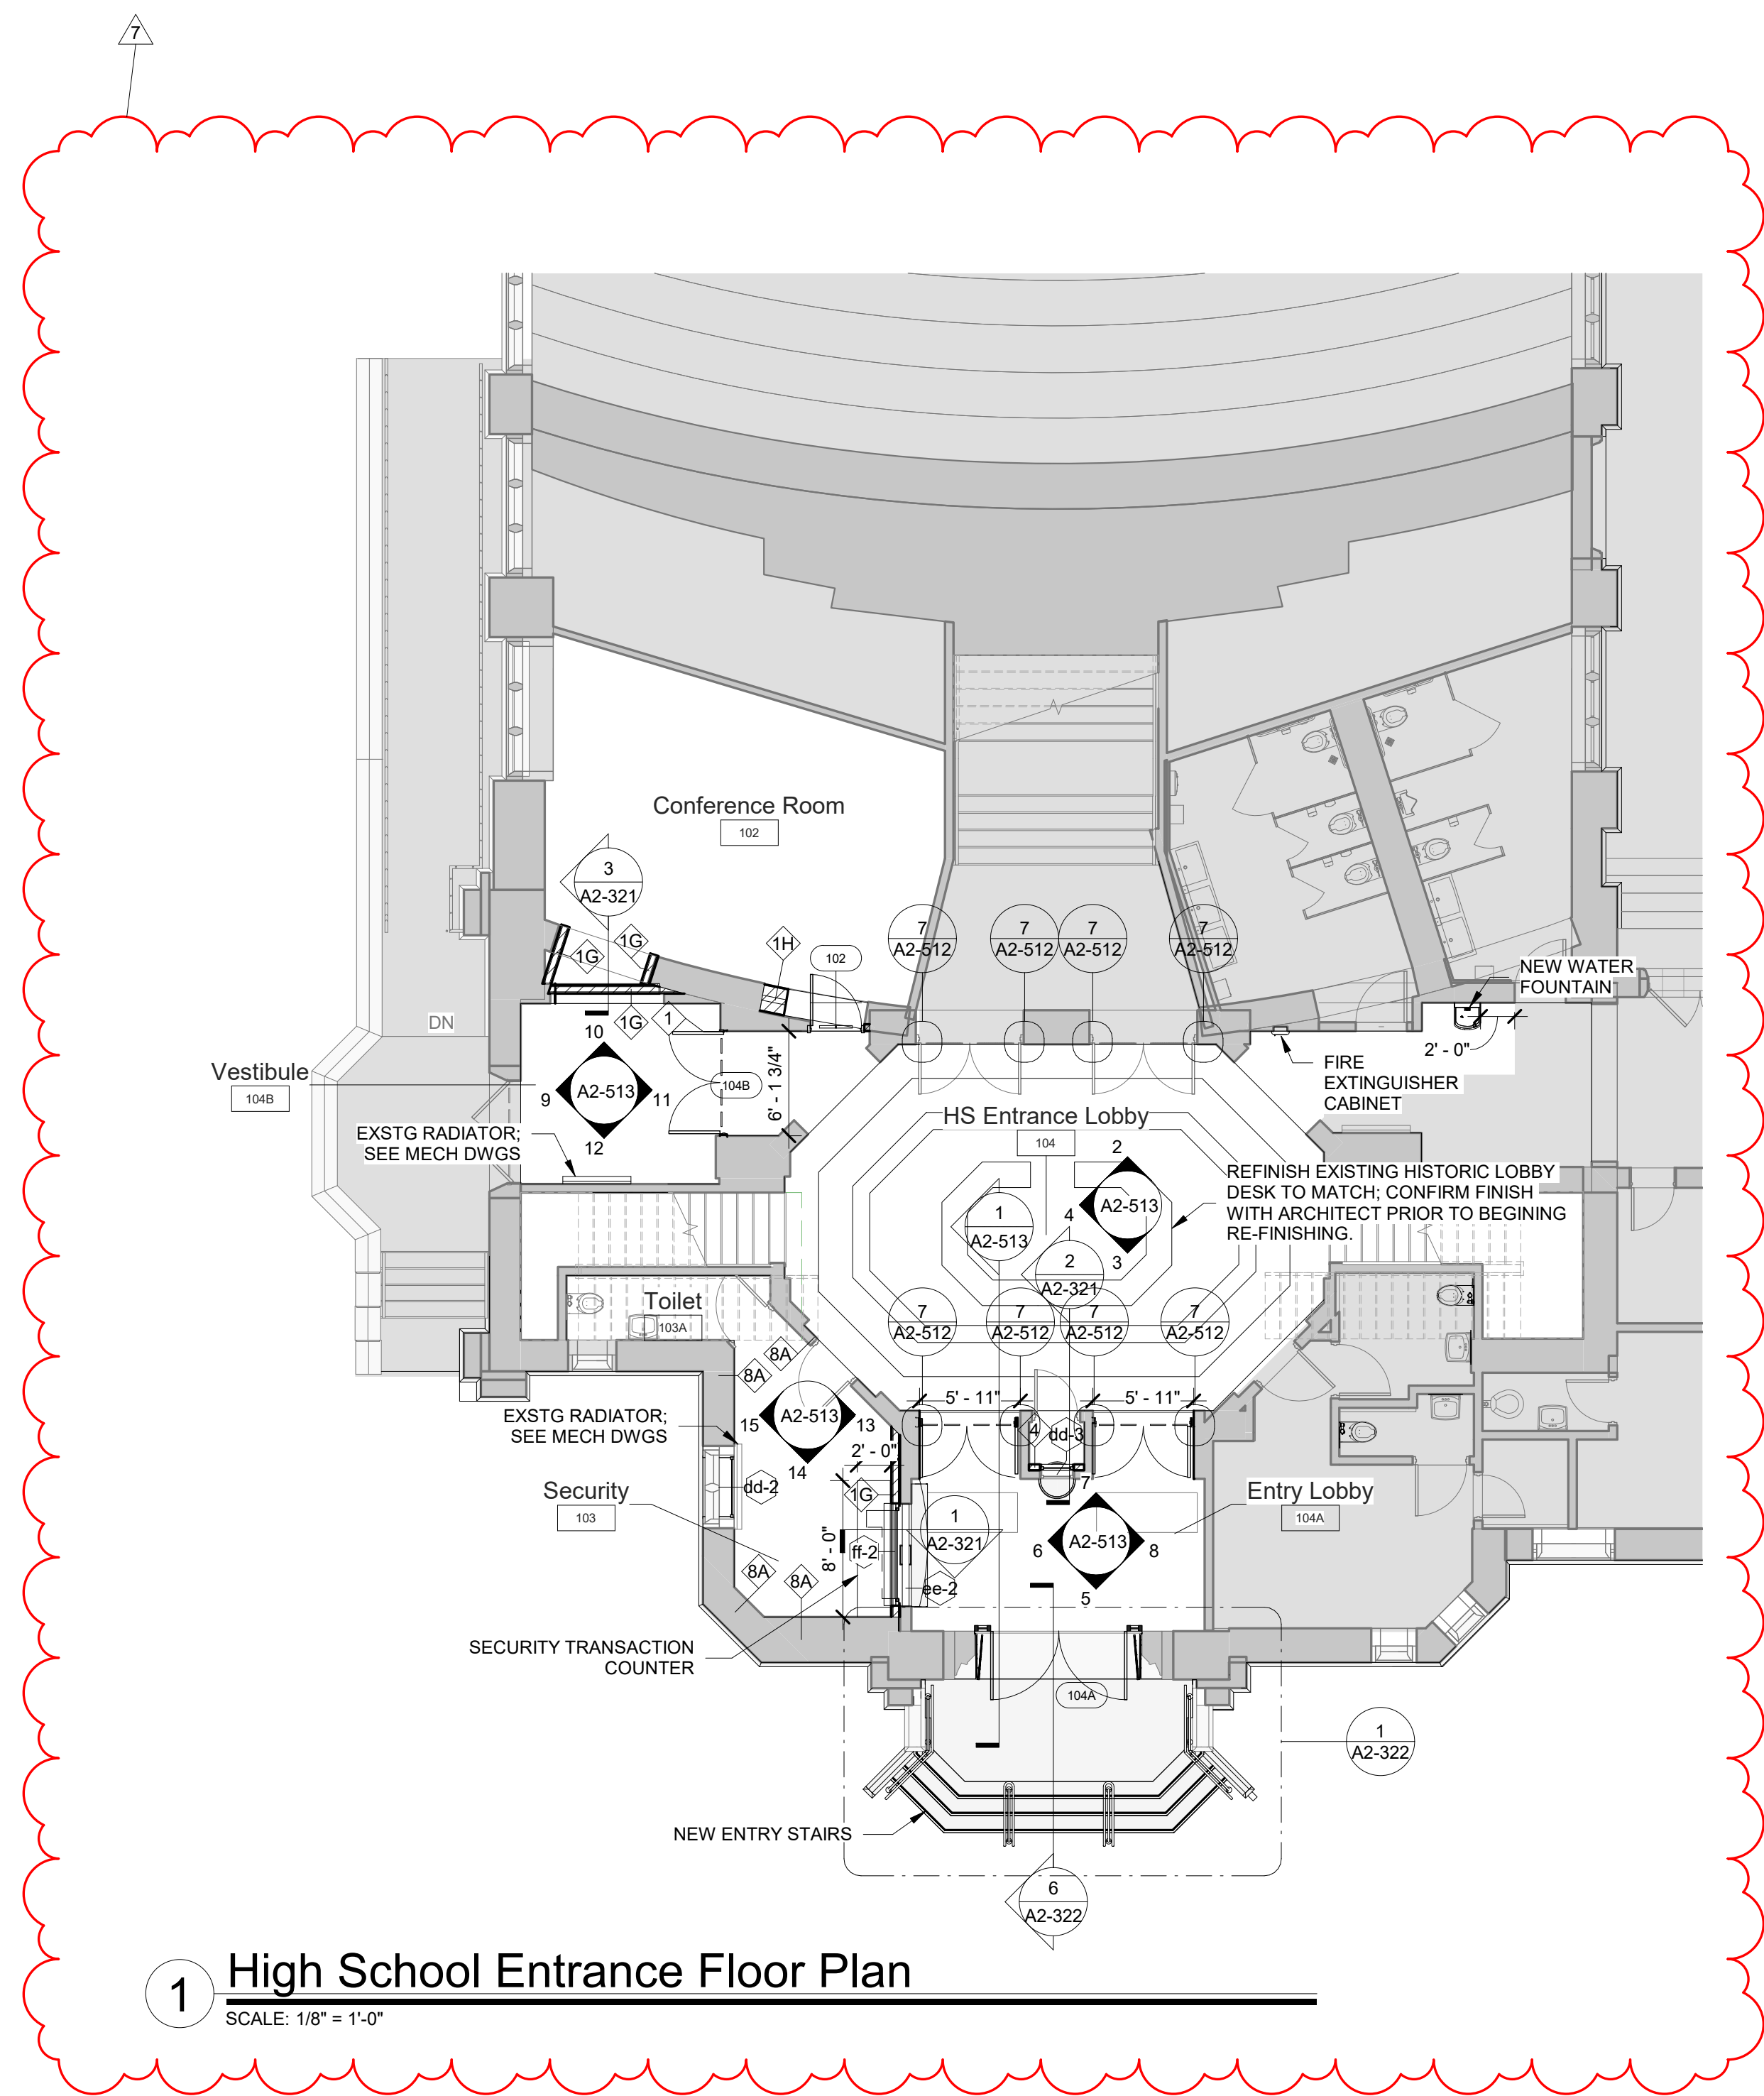 7
Conference Room
102
3
A2-321
1G
1G
1H
102
7
A2-512
7
A2-512
7
A2-512
7
A2-512
NEW WATER
FOUNTAIN
2' - 0"
FIRE
EXTINGUISHER
CABINET
DN
1G
1
10
9
A2-513
11
12
104B
6' - 1 3/4"
Vestibule
104B
EXSTG RADIATOR;
SEE MECH DWGS
HS Entrance Lobby
104
2
A2-513
4
3
1
A2-513
2
A2-321
REFINISH EXISTING HISTORIC LOBBY
DESK TO MATCH; CONFIRM FINISH
WITH ARCHITECT PRIOR TO BEGINING
RE-FINISHING.
Toilet
103A
7
A2-512
7
A2-512
7
A2-512
7
A2-512
8A
8A
5' - 11"
5' - 11"
EXSTG RADIATOR;
SEE MECH DWGS
15
A2-513
13
14
2' - 0"
4
dd-3
7
dd-2
1G
Security
103
Entry Lobby
104A
1
A2-321
6
A2-513
8
5
8' - 0"
ff-2
ee-2
8A
8A
SECURITY TRANSACTION
COUNTER
104A
1
A2-322
NEW ENTRY STAIRS
6
A2-322
1
High School Entrance Floor Plan
SCALE: 1/8" = 1'-0"